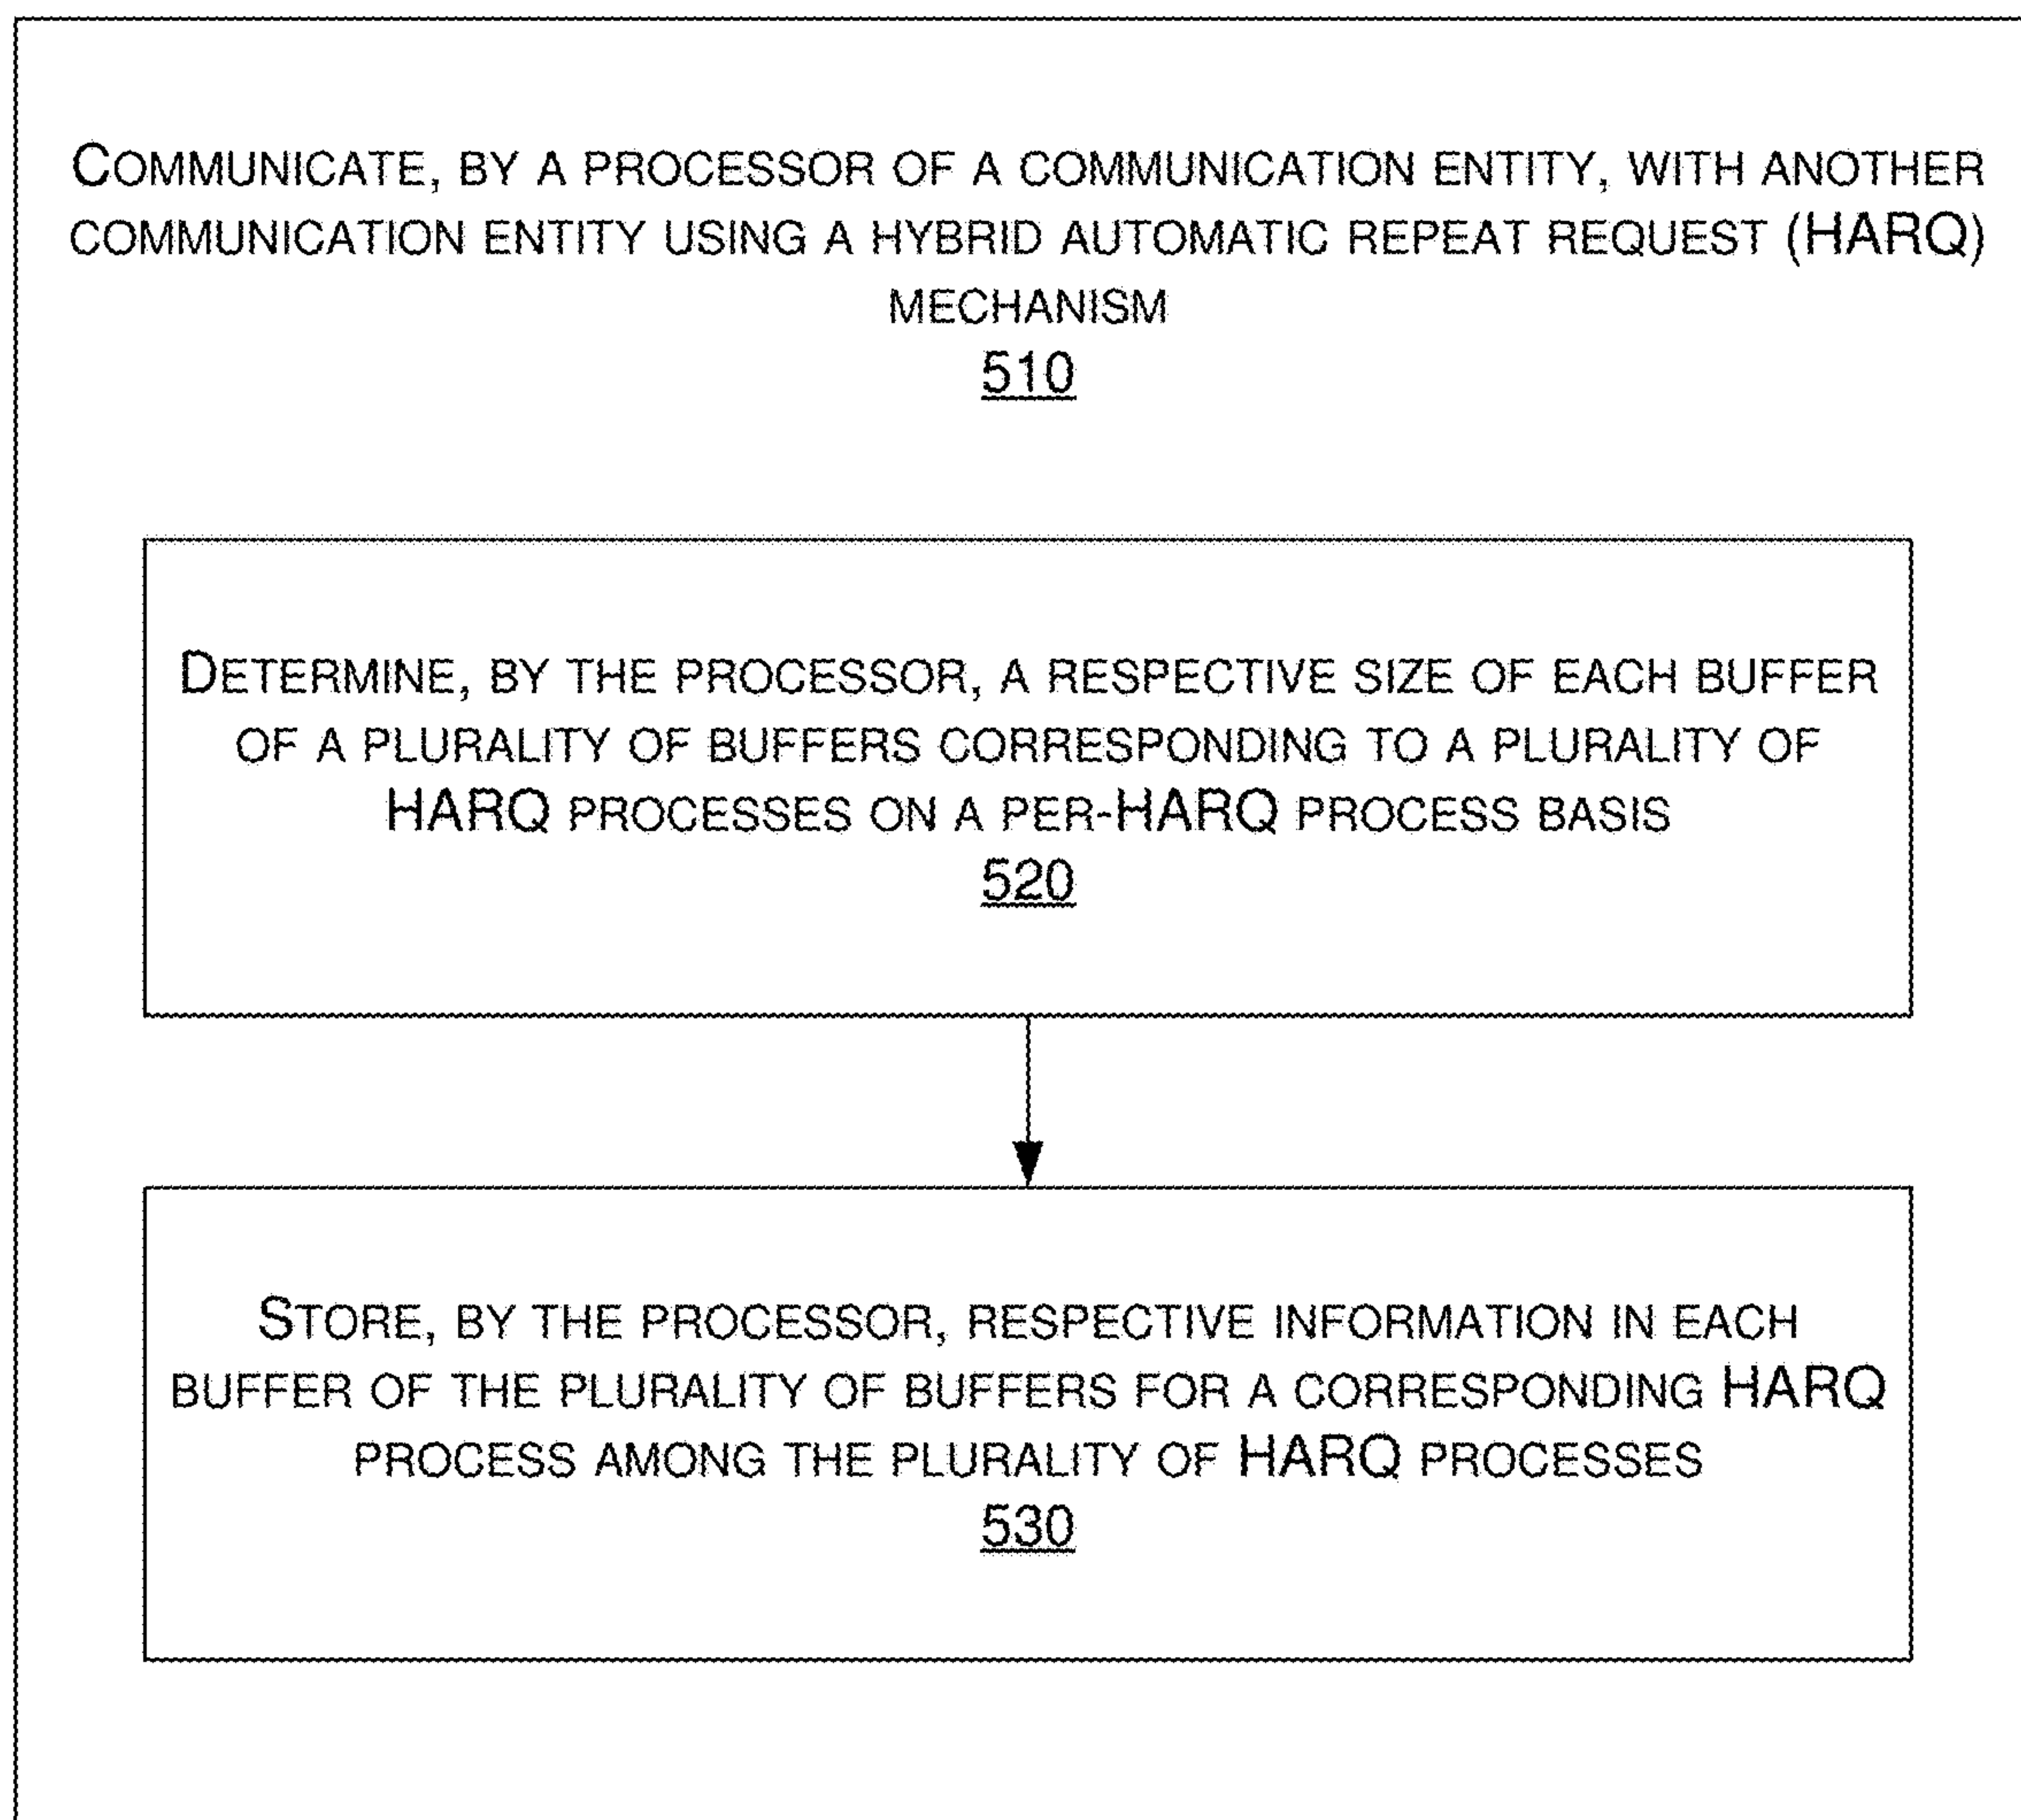 COMMUNICATE, BY A PROCESSOR OF A COMMUNICATION ENTITY, WITH ANOTHER
COMMUNICATION ENTITY USING A HYBRID AUTOMATIC REPEAT REQUEST (HARQ)
MECHANISM
510
DETERMINE, BY THE PROCESSOR, A RESPECTIVE SIZE OF EACH BUFFER
OF A PLURALITY OF BUFFERS CORRESPONDING TO A PLURALITY OF
HARQ PROCESSES ON A PER-HARQ PROCESS BASIS
520
STORE, BY THE PROCESSOR, RESPECTIVE INFORMATION IN EACH
BUFFER OF THE PLURALITY OF BUFFERS FOR A CORRESPONDING HARQ
PROCESS AMONG THE PLURALITY OF HARQ PROCESSES
530